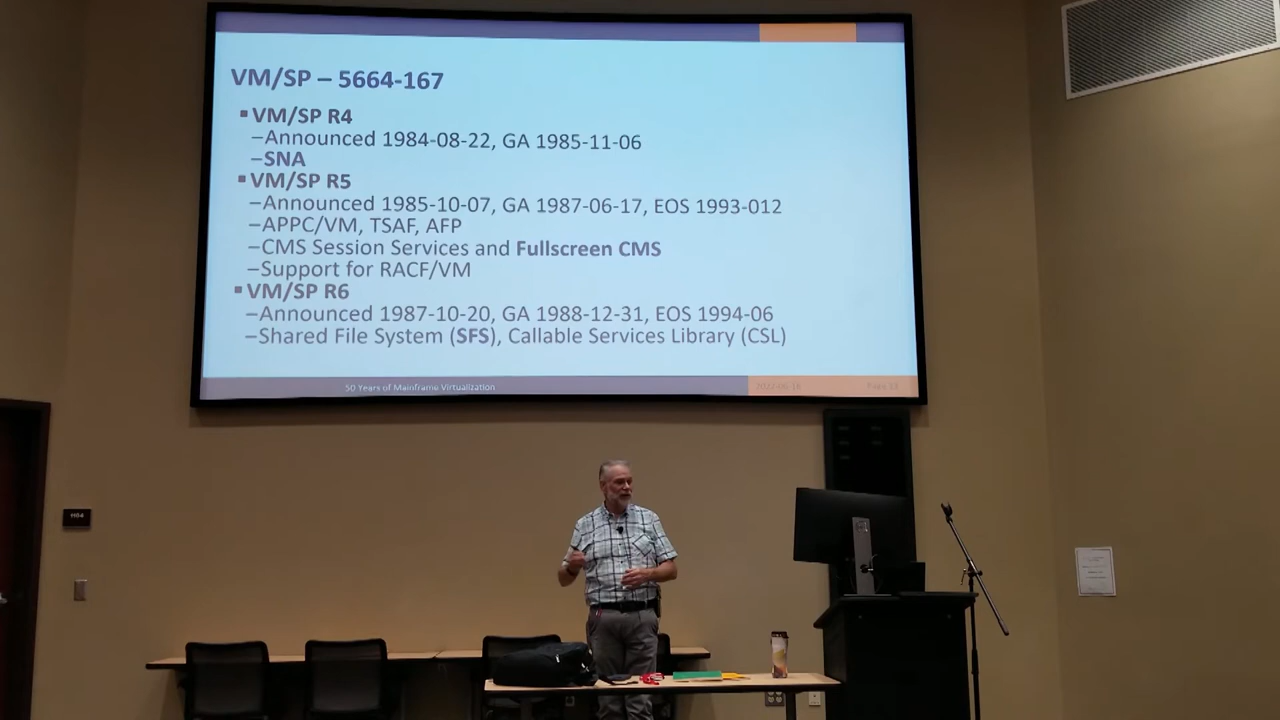 VM/SP – 5664-167
▪VM/SP R4
–Announced 1984-08-22, GA 1985-11-06
–SNA
▪VM/SP R5
–Announced 1985-10-07, GA 1987-06-17, EOS 1993-012
–APPC/VM, TSAF, AFP
–CMS Session Services and Fullscreen CMS
–Support for RACF/VM
▪VM/SP R6
–Announced 1987-10-20, GA 1988-12-31, EOS 1994-06
–Shared File System (SFS), Callable Services Library (CSL)
50 Years of Mainframe Virtualization